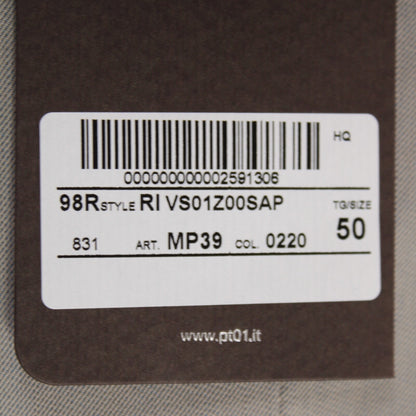 HQ
000000000002591306
98R STYLE RI VS01Z00SAP TG/SIZE
831 ART. MP39 COL. 0220 50
www.pt01.it